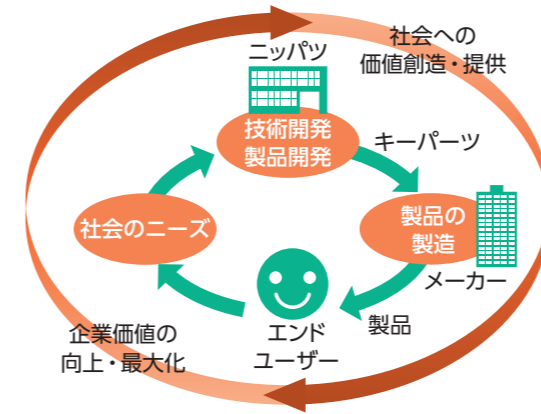 ニッパツ
社会への
価値創造・提供
技術開発
製品開発
キーパーツ
社会のニーズ
製品の
製造
メーカー
製品
エンド
ユーザー
企業価値の
向上・最大化